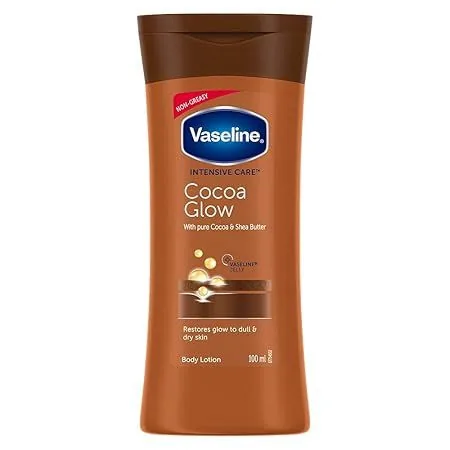 NON-GREASY
Vaseline®
INTENSIVE CARE™
Cocoa
Glow
With pure Cocoa & Shea Butter
VASELINE®
JELLY
Restores glow to dull &
dry skin
Body Lotion 100 ml